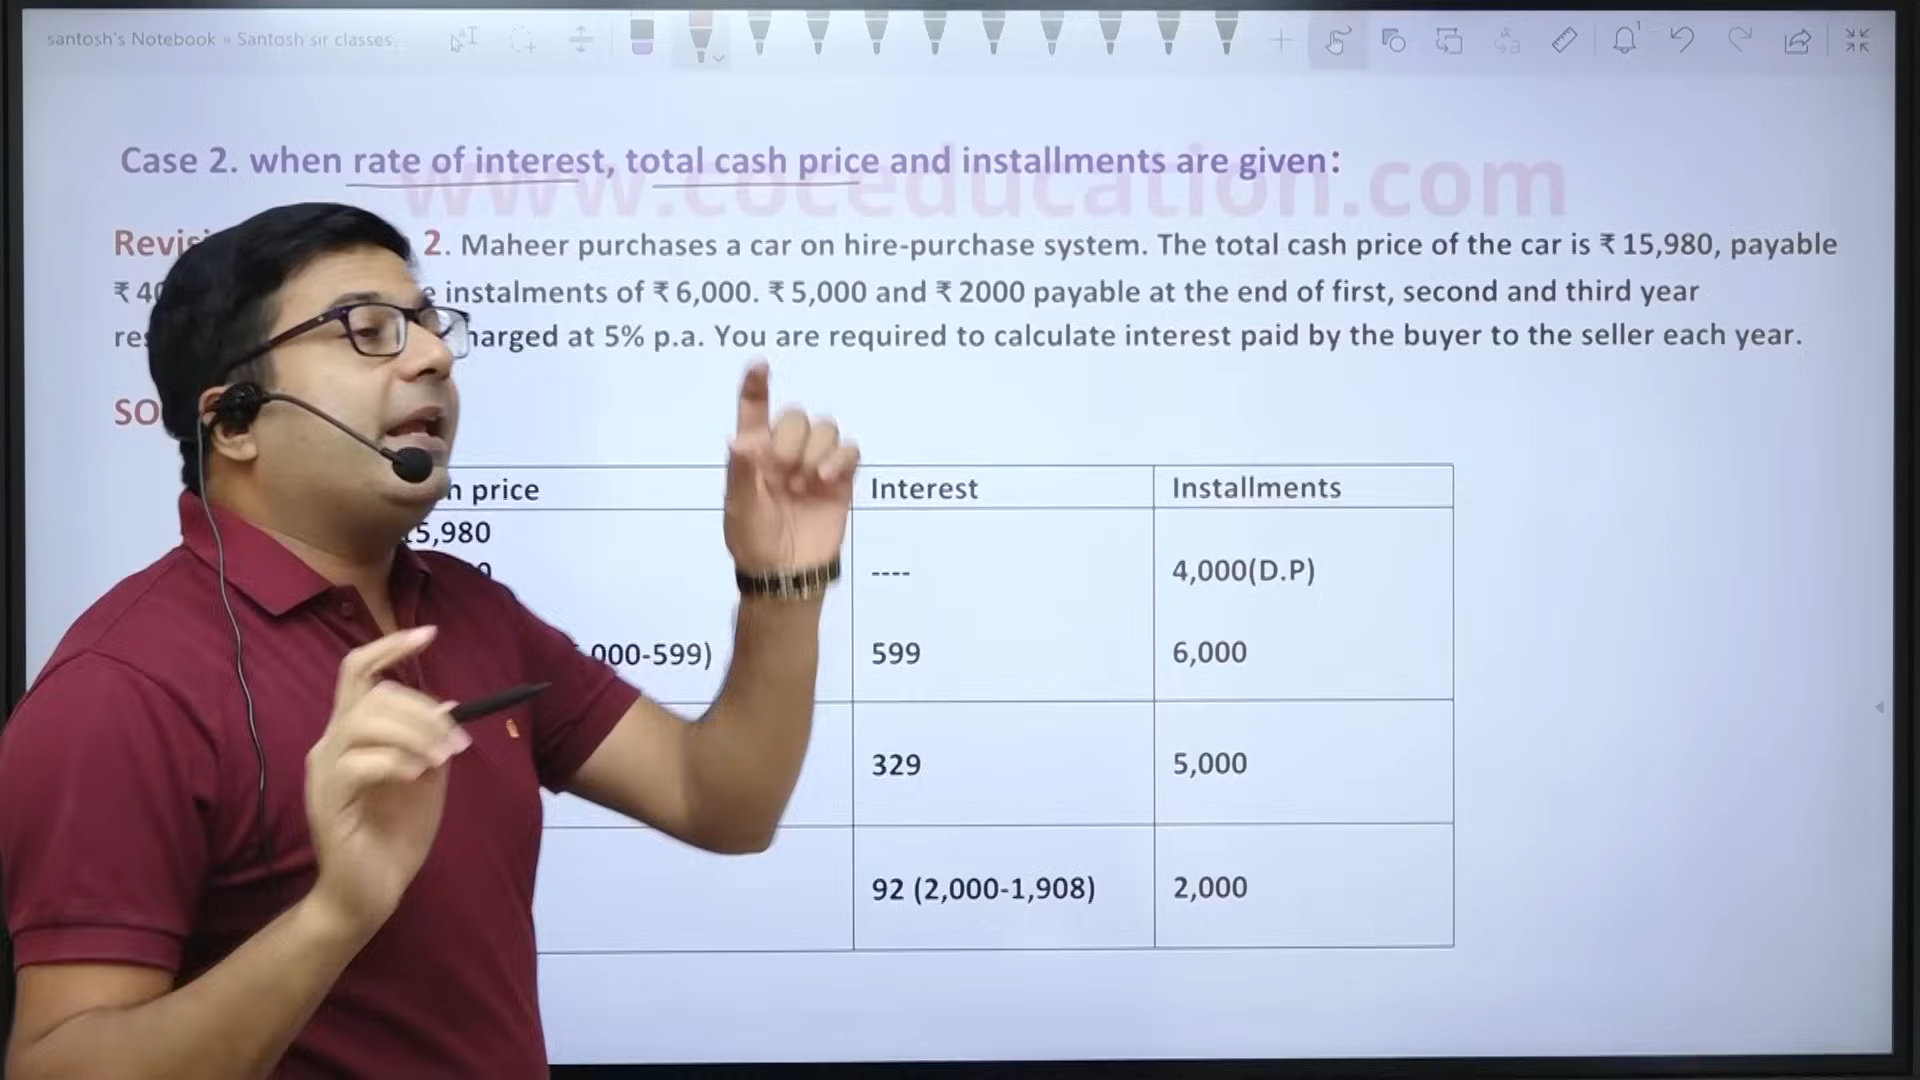 santosh's Notebook » Santosh sir classes
Case 2. when rate of interest, total cash price and installments are given:
www.coceducation.com
2. Maheer purchases a car on hire-purchase system. The total cash price of the car is ₹ 15,980, payable
₹ instalments of ₹ 6,000. ₹ 5,000 and ₹ 2000 payable at the end of first, second and third year
at 5% p.a. You are required to calculate interest paid by the buyer to the seller each year.
price Interest Installments
5,980
---- 4,000(D.P)
000-599) 599 6,000
329 5,000
92 (2,000-1,908) 2,000